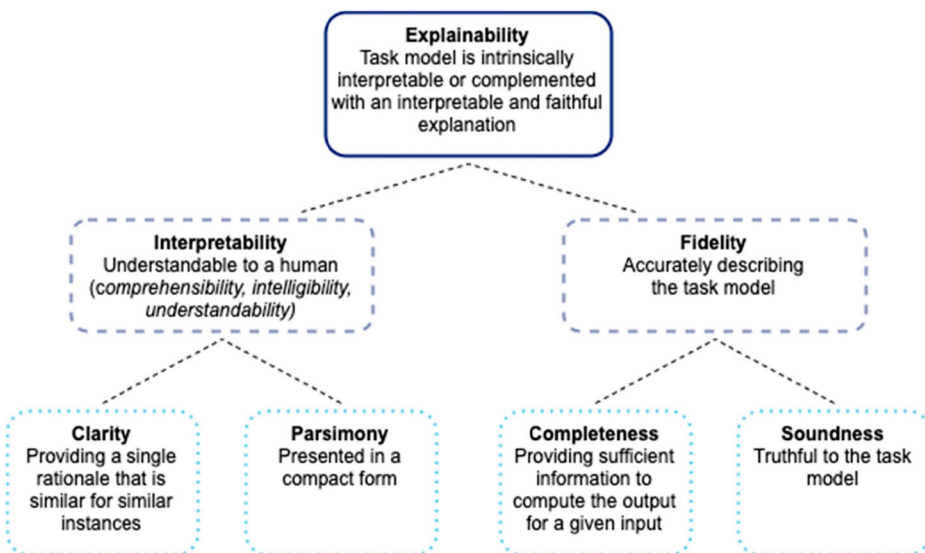 Explainability
Task model is intrinsically
interpretable or complemented
with an interpretable and faithful
explanation
Interpretability
Understandable to a human
(comprehensibility, intelligibility,
understandability)
Fidelity
Accurately describing
the task model
Clarity
Providing a single
rationale that is
similar for similar
instances
Parsimony
Presented in a
compact form
Completeness
Providing sufficient
information to
compute the output
for a given input
Soundness
Truthful to the task
model